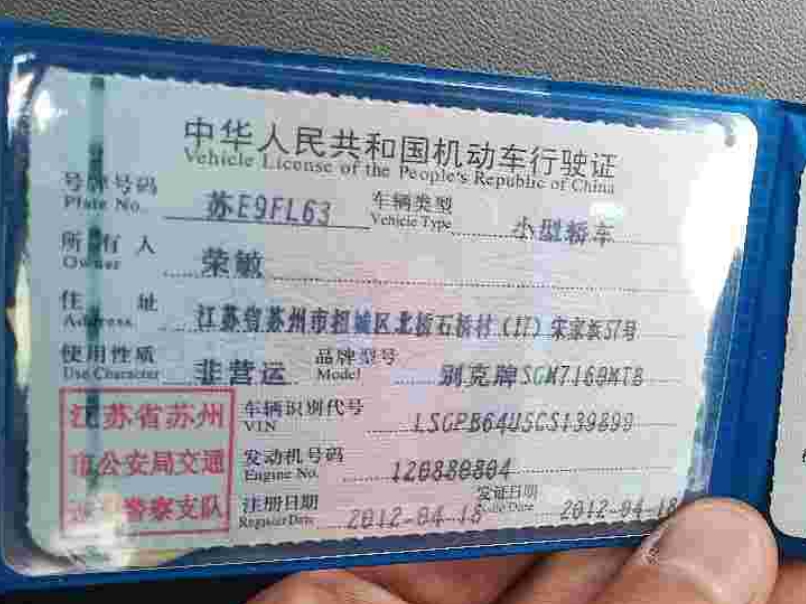 中华人民共和国机动车行驶证
Vehicle License of the People's Republic of China
号牌号码 苏E9FL63 车辆类型 小型轿车
Plate No. Vehicle Type
所有人 荣敏
Owner
住址 江苏省苏州市相城区北桥石桥村(11)宋家浜57号
Address
使用性质 非营运 品牌型号 别克牌SGM7160MTB
Use Character Model
江苏省苏州 车辆识别代号 LSGPB64U5CS139899
VIN
市公安局交通 发动机号码 120880804
Engine No.
警察支队 注册日期 2012-04-18 发证日期 2012-04-18
Register Date Issue Date